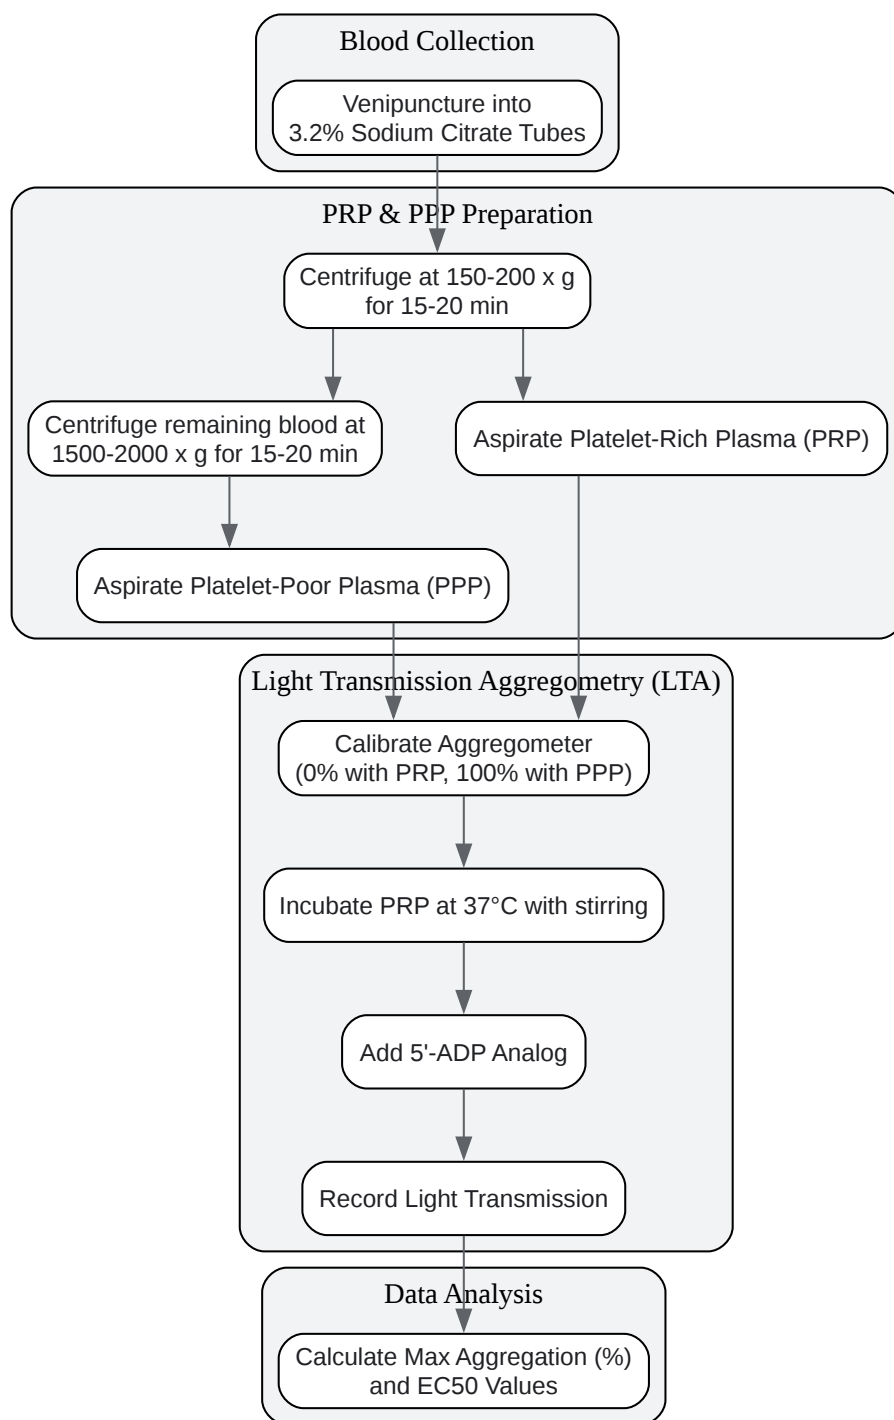 Blood Collection
Venipuncture into
3.2% Sodium Citrate Tubes
PRP & PPP Preparation
Centrifuge at 150-200 x g
for 15-20 min
Centrifuge remaining blood at
1500-2000 x g for 15-20 min
Aspirate Platelet-Rich Plasma (PRP)
Aspirate Platelet-Poor Plasma (PPP)
Light Transmission Aggregometry (LTA)
Calibrate Aggregometer
(0% with PRP, 100% with PPP)
Incubate PRP at 37°C with stirring
Add 5'-ADP Analog
Record Light Transmission
Data Analysis
Calculate Max Aggregation (%)
and EC50 Values